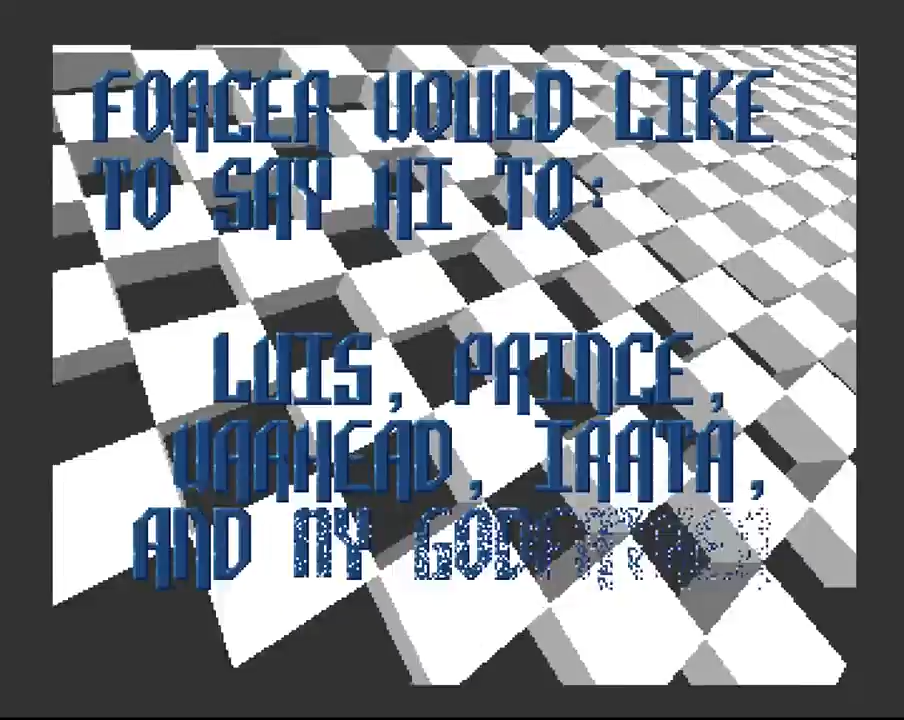 FORCER WOULD LIKE
TO SAY HI TO:
LUIS, PRINCE,
WARHEAD, IRATA,
AND MY